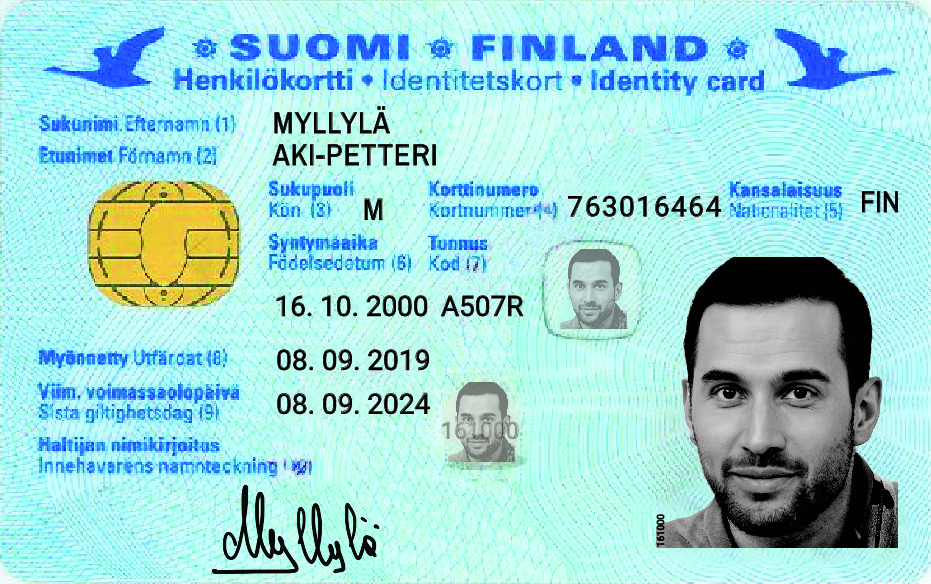 SUOMI FINLAND
Henkilökortti • Identitetskort • Identity card
Sukunimi Efternamn (1) MYLLYLÄ
Etunimet Förnamn (2) AKI-PETTERI
Sukupuoli Korttinumero Kansalaisuus
Kön (3) M Kortnummer (4) 763016464 Nationalitet (5) FIN
Syntymäaika Tunnus
Födelsedetum (6) Kod (7)
16. 10. 2000 A507R
Myönnetty Utfärdat (8) 08. 09. 2019
Viim. voimassaolopäivä
Sista giltighetsdag (9) 08. 09. 2024
161000
Haltijan nimikirjoitus
Innehavarens namnteckning
Myllylä
161000